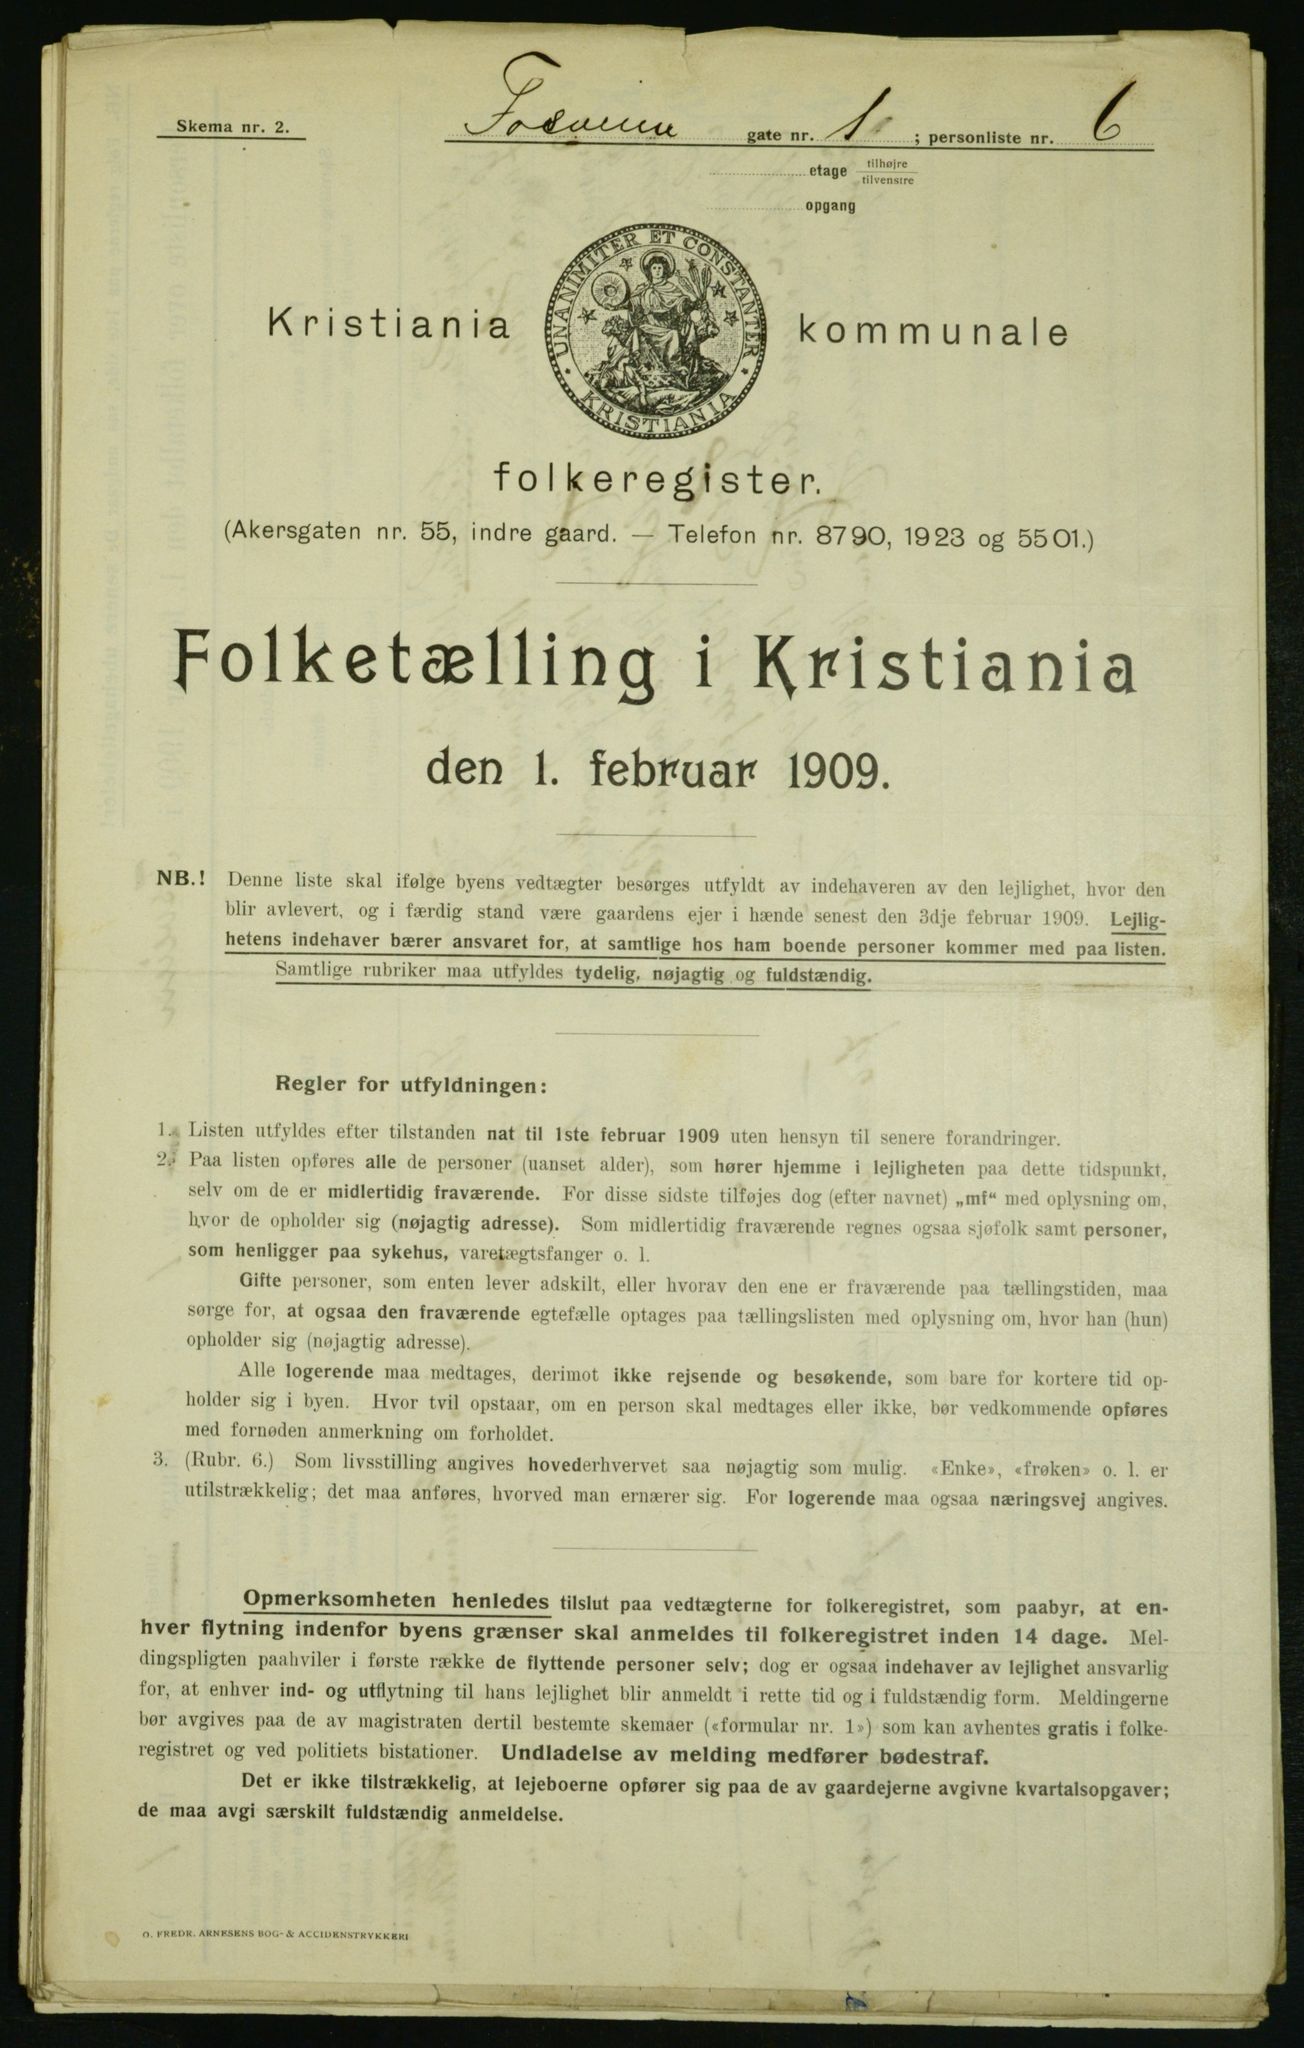 Skema nr. 2.
gate nr. 1 ; personliste nr. 6
etage tilhøjre
tilvenstre
opgang
UNANIMITER ET CONSTANTER
KRISTIANIA
Kristiania kommunale
folkeregister.
(Akersgaten nr. 55, indre gaard. — Telefon nr. 8790, 1923 og 5501.)
Folketælling i Kristiania
den 1. februar 1909.
NB.! Denne liste skal ifølge byens vedtægter besørges utfyldt av indehaveren av den lejlighet, hvor den
blir avlevert, og i færdig stand være gaardens ejer i hænde senest den 3dje februar 1909. Lejlig-
hetens indehaver bærer ansvaret for, at samtlige hos ham boende personer kommer med paa listen.
Samtlige rubriker maa utfyldes tydelig, nøjagtig og fuldstændig.
Regler for utfyldningen:
1. Listen utfyldes efter tilstanden nat til 1ste februar 1909 uten hensyn til senere forandringer.
2. Paa listen opføres alle de personer (uanset alder), som hører hjemme i lejligheten paa dette tidspunkt,
selv om de er midlertidig fraværende. For disse sidste tilføjes dog (efter navnet) „mf“ med oplysning om,
hvor de opholder sig (nøjagtig adresse). Som midlertidig fraværende regnes ogsaa sjøfolk samt personer,
som henligger paa sykehus, varetægtsfanger o. l.
Gifte personer, som enten lever adskilt, eller hvorav den ene er fraværende paa tællingstiden, maa
sørge for, at ogsaa den fraværende egtefælle optages paa tællingslisten med oplysning om, hvor han (hun)
opholder sig (nøjagtig adresse).
Alle logerende maa medtages, derimot ikke rejsende og besøkende, som bare for kortere tid op-
holder sig i byen. Hvor tvil opstaar, om en person skal medtages eller ikke, bør vedkommende opføres
med fornøden anmerkning om forholdet.
3. (Rubr. 6.) Som livsstilling angives hovederhvervet saa nøjagtig som mulig. «Enke», «frøken» o. l. er
utilstrækkelig; det maa anføres, hvorved man ernærer sig. For logerende maa ogsaa næringsvej angives.
Opmerksomheten henledes tilslut paa vedtægterne for folkeregistret, som paabyr, at en-
hver flytning indenfor byens grænser skal anmeldes til folkeregistret inden 14 dage. Mel-
dingspligten paahviler i første række de flyttende personer selv; dog er ogsaa indehaver av lejlighet ansvarlig
for, at enhver ind- og utflytning til hans lejlighet blir anmeldt i rette tid og i fuldstændig form. Meldingerne
bør avgives paa de av magistraten dertil bestemte skemaer («formular nr. 1») som kan avhentes gratis i folke-
registret og ved politiets bistationer. Undladelse av melding medfører bødestraf.
Det er ikke tilstrækkelig, at lejeboerne opfører sig paa de av gaardejerne avgivne kvartalsopgaver;
de maa avgi særskilt fuldstændig anmeldelse.
O. FREDR. ARNESENS BOG- & ACCIDENSTRYKKERI